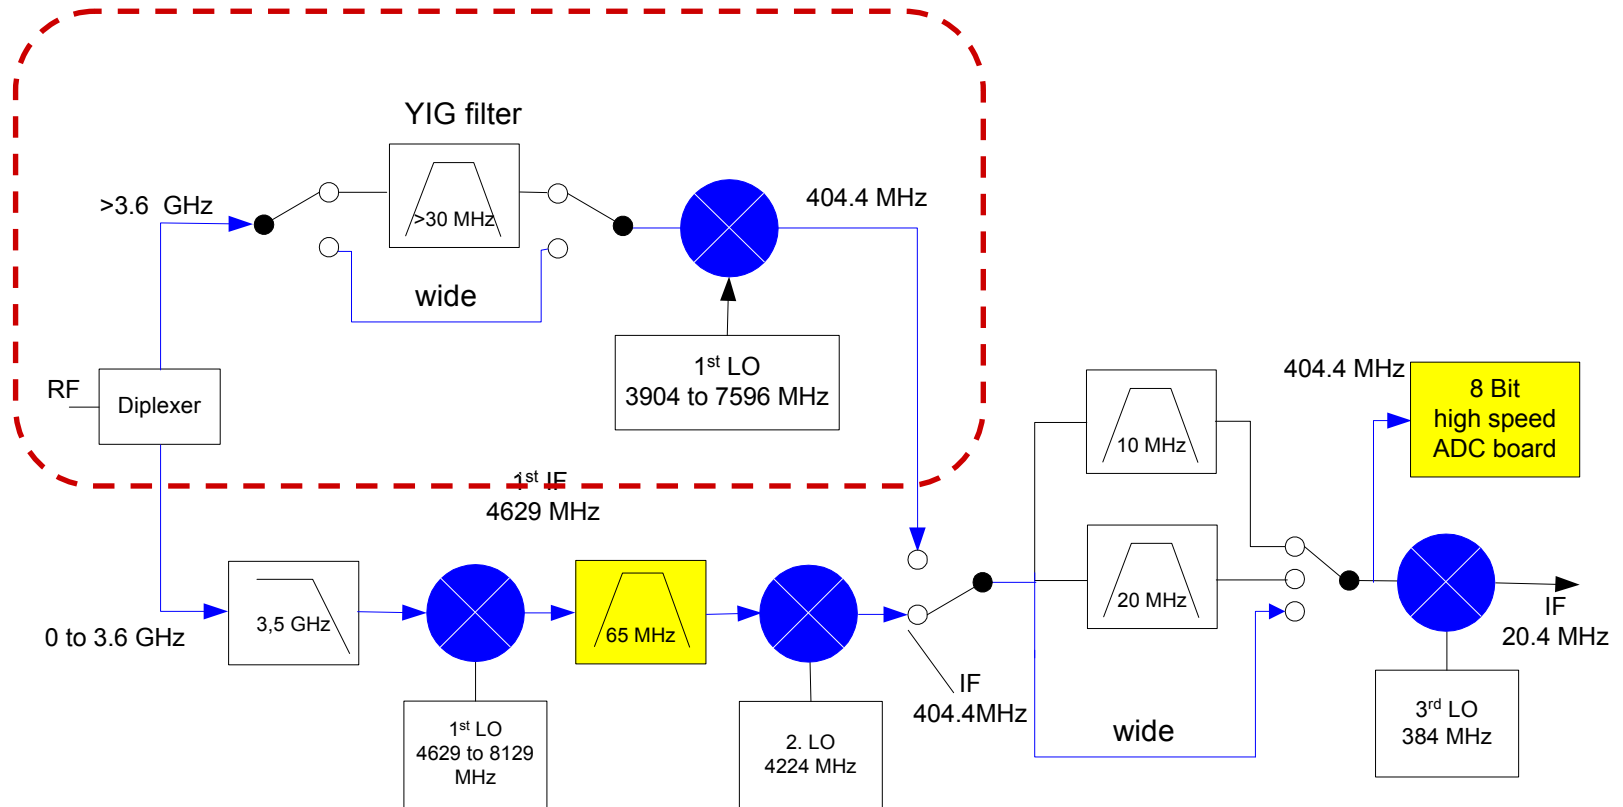 YIG filter
>3.6 GHz
>30 MHz
404.4 MHz
wide
1st LO
3904 to 7596 MHz
RF
Diplexer
404.4 MHz
8 Bit
high speed
ADC board
10 MHz
1st IF
4629 MHz
0 to 3.6 GHz
3,5 GHz
65 MHz
20 MHz
IF
20.4 MHz
IF
404.4MHz
wide
1st LO
4629 to 8129
MHz
2. LO
4224 MHz
3rd LO
384 MHz